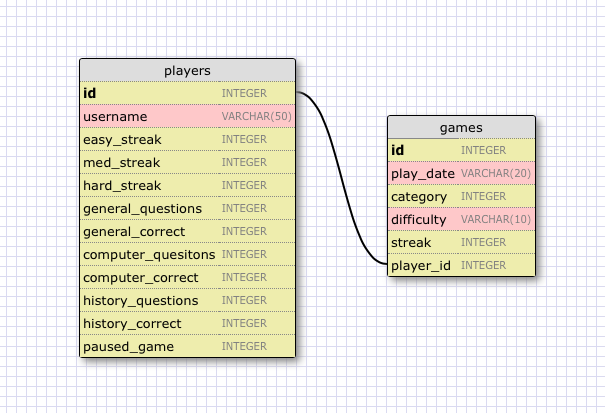 players
id INTEGER
username VARCHAR(50)
easy_streak INTEGER
med_streak INTEGER
hard_streak INTEGER
general_questions INTEGER
general_correct INTEGER
computer_quesitons INTEGER
computer_correct INTEGER
history_questions INTEGER
history_correct INTEGER
paused_game INTEGER
games
id INTEGER
play_date VARCHAR(20)
category INTEGER
difficulty VARCHAR(10)
streak INTEGER
player_id INTEGER